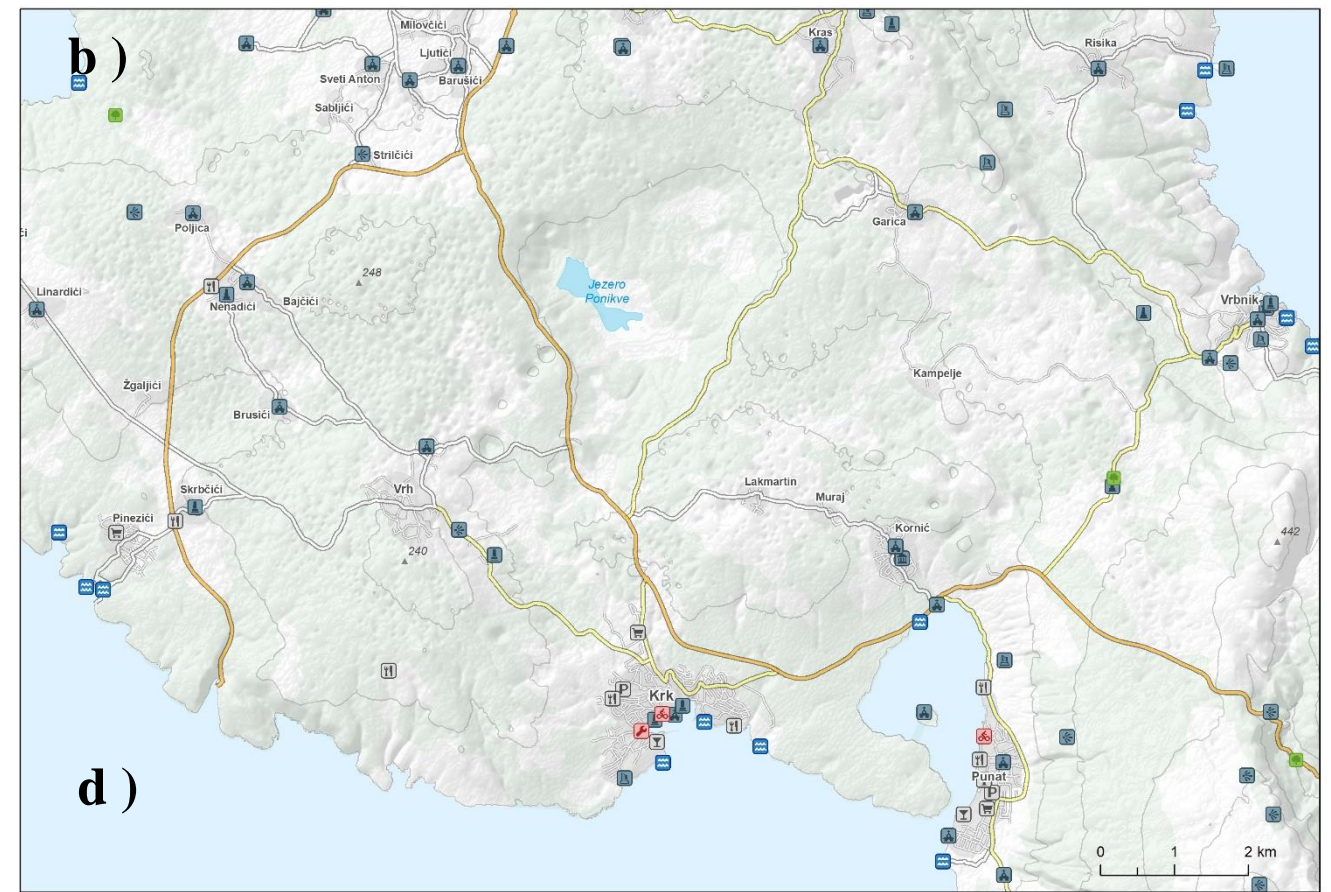 b )
Milovčići
Ljutići
Sveti Anton
Barušići
Sabljići
Strilčići
Kras
Risika
Poljica
Garica
248
Jezero
Ponikve
Linardići
Nenadići
Bajčići
Vrbnik
Žgaljići
Kampelje
Brusići
Vrh
Lakmartin
Muraj
Skrbčići
Pinezići
Kornić
240
442
P
Krk
d )
Punat
P
0 1 2 km